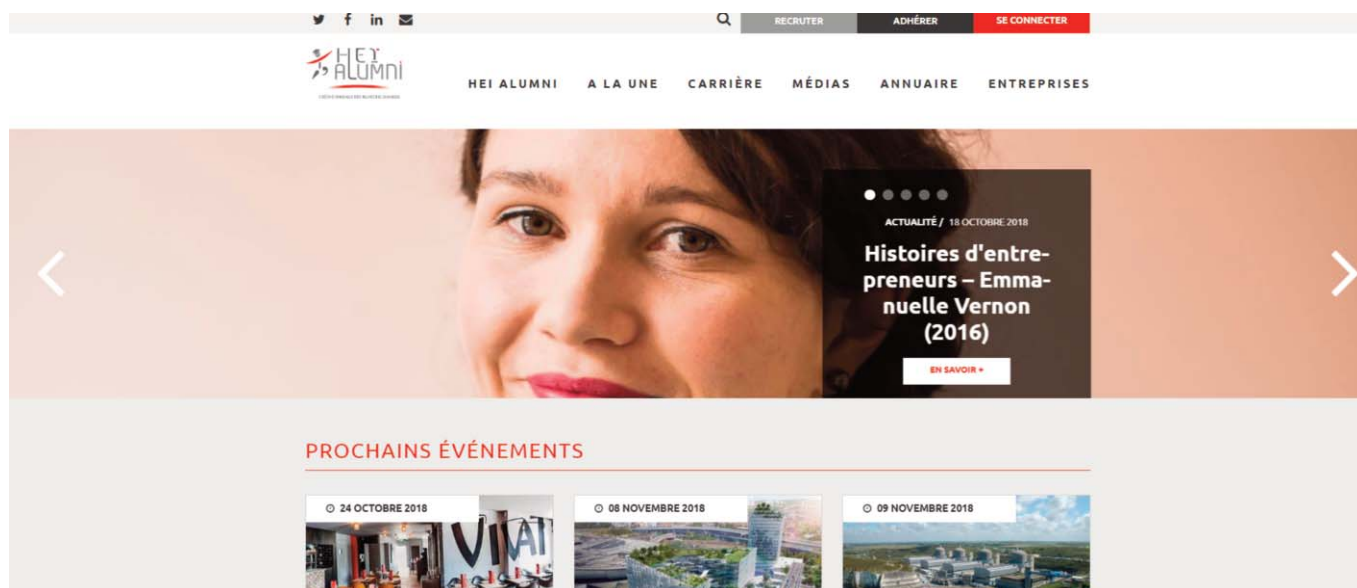 RECRUTER
ADHÉRER
SE CONNECTER
HEI
ALUMNI
HEI ALUMNI
A LA UNE
CARRIÈRE
MÉDIAS
ANNUAIRE
ENTREPRISES
ACTUALITÉ / 18 OCTOBRE 2018
Histoires d'entre-
preneurs – Emma-
nuelle Vernon
(2016)
EN SAVOIR +
PROCHAINS ÉVÉNEMENTS
24 OCTOBRE 2018
08 NOVEMBRE 2018
09 NOVEMBRE 2018